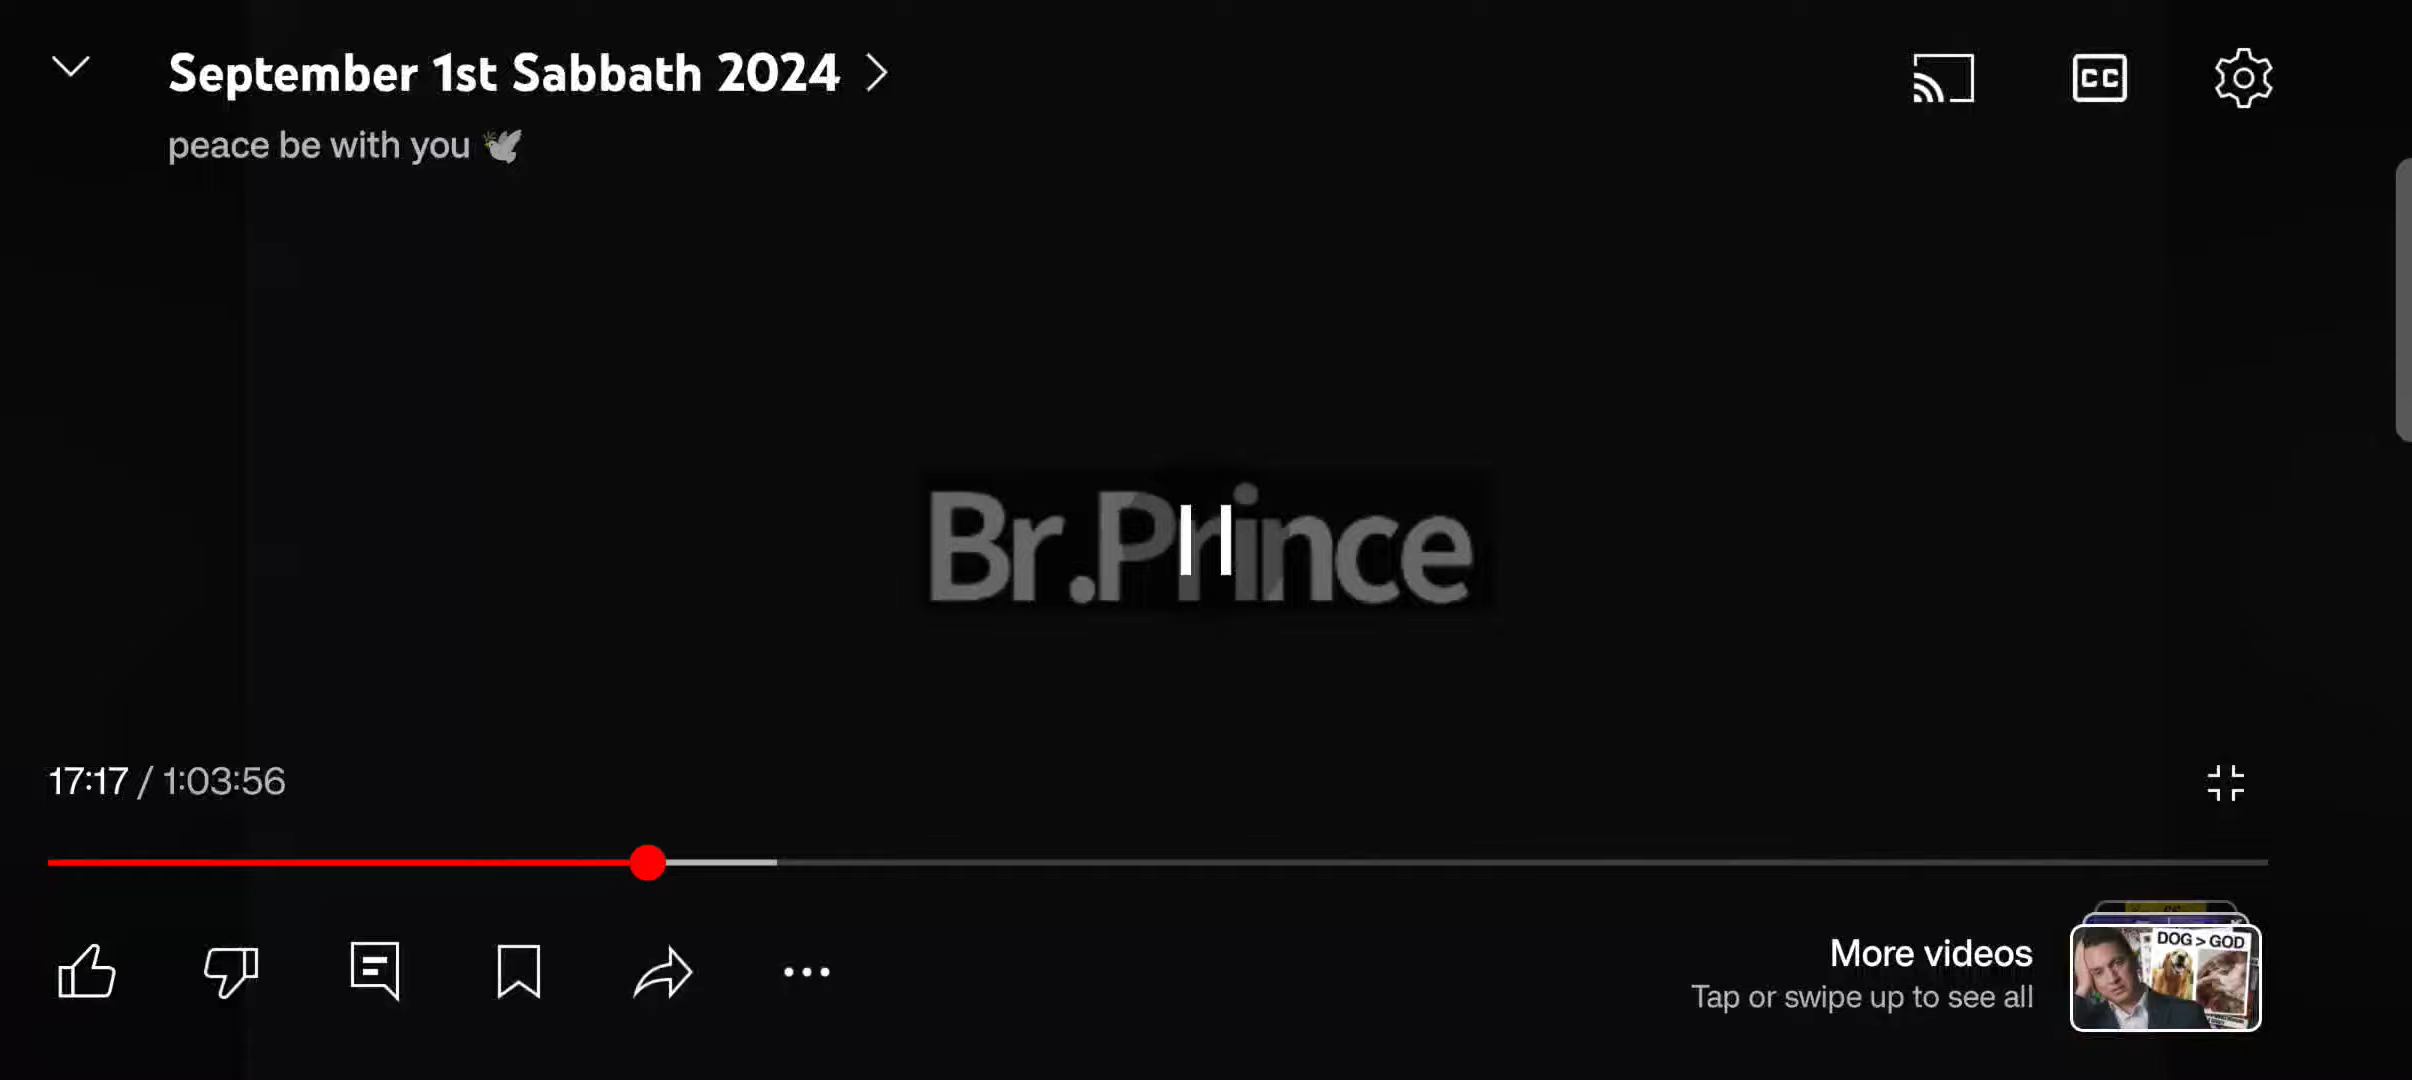 September 1st Sabbath 2024
peace be with you 🕊
CC
Br.Prince
17:17 / 1:03:56
More videos
Tap or swipe up to see all
DOG > GOD